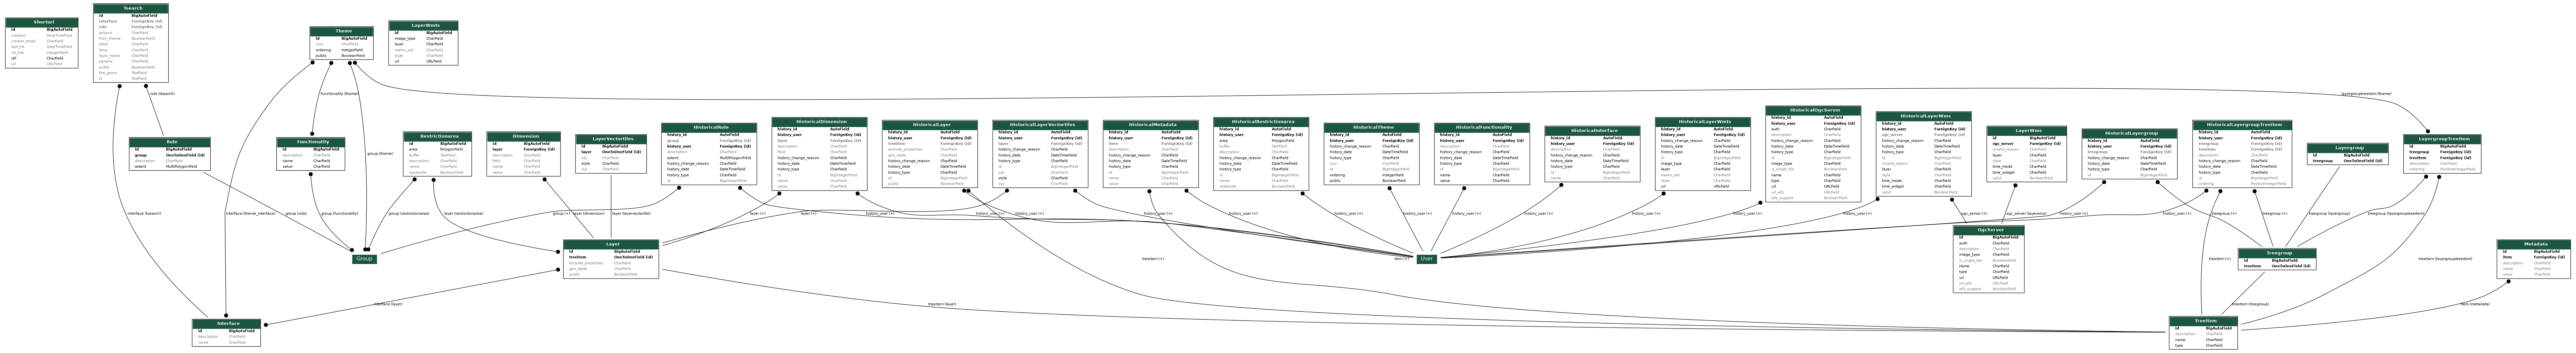 Shorturl
id BigAutoField
creation DateTimeField
creator_email CharField
last_hit DateTimeField
nb_hits IntegerField
ref CharField
url URLField
Tsearch
id BigAutoField
interface ForeignKey (id)
role ForeignKey (id)
actions CharField
from_theme BooleanField
label CharField
lang CharField
layer_name CharField
params CharField
public BooleanField
the_geom TextField
ts TextField
Theme
id BigAutoField
icon CharField
ordering IntegerField
public BooleanField
LayerWmts
id BigAutoField
image_type CharField
layer CharField
matrix_set CharField
style CharField
url URLField
role (tsearch)
functionality (theme)
layergrouptreeitem (theme)
Role
id BigAutoField
group OneToOneField (id)
description CharField
extent MultiPolygonField
Functionality
id BigAutoField
description CharField
name CharField
value CharField
group (theme)
Restrictionarea
id BigAutoField
area PolygonField
buffer TextField
description CharField
name CharField
readwrite BooleanField
Dimension
id BigAutoField
layer ForeignKey (id)
description CharField
field CharField
name CharField
value CharField
LayerVectortiles
id BigAutoField
layer OneToOneField (id)
sql CharField
style CharField
xyz CharField
HistoricalRole
history_id AutoField
group ForeignKey (id)
history_user ForeignKey (id)
description CharField
extent MultiPolygonField
history_change_reason CharField
history_date DateTimeField
history_type CharField
id BigIntegerField
HistoricalDimension
history_id AutoField
history_user ForeignKey (id)
layer ForeignKey (id)
description CharField
field CharField
history_change_reason CharField
history_date DateTimeField
history_type CharField
id BigIntegerField
name CharField
value CharField
HistoricalLayer
history_id AutoField
history_user ForeignKey (id)
treeitem ForeignKey (id)
exclude_properties CharField
geo_table CharField
history_change_reason CharField
history_date DateTimeField
history_type CharField
id BigIntegerField
public BooleanField
HistoricalLayerVectortiles
history_id AutoField
history_user ForeignKey (id)
layer ForeignKey (id)
history_change_reason CharField
history_date DateTimeField
history_type CharField
id BigIntegerField
sql CharField
style CharField
xyz CharField
HistoricalMetadata
history_id AutoField
history_user ForeignKey (id)
item ForeignKey (id)
description CharField
history_change_reason CharField
history_date DateTimeField
history_type CharField
id BigIntegerField
name CharField
value CharField
HistoricalRestrictionarea
history_id AutoField
history_user ForeignKey (id)
area PolygonField
buffer TextField
description CharField
history_change_reason CharField
history_date DateTimeField
history_type CharField
id BigIntegerField
name CharField
readwrite BooleanField
HistoricalTheme
history_id AutoField
history_user ForeignKey (id)
history_change_reason CharField
history_date DateTimeField
history_type CharField
icon CharField
id BigIntegerField
ordering IntegerField
public BooleanField
HistoricalFunctionality
history_id AutoField
history_user ForeignKey (id)
description CharField
history_change_reason CharField
history_date DateTimeField
history_type CharField
id BigIntegerField
name CharField
value CharField
HistoricalInterface
history_id AutoField
history_user ForeignKey (id)
description CharField
history_change_reason CharField
history_date DateTimeField
history_type CharField
id BigIntegerField
name CharField
HistoricalLayerWmts
history_id AutoField
history_user ForeignKey (id)
history_change_reason CharField
history_date DateTimeField
history_type CharField
id BigIntegerField
image_type CharField
layer CharField
matrix_set CharField
style CharField
url URLField
HistoricalOgcServer
history_id AutoField
history_user ForeignKey (id)
auth CharField
description CharField
history_change_reason CharField
history_date DateTimeField
history_type CharField
id BigIntegerField
image_type CharField
is_single_tile BooleanField
name CharField
type CharField
url URLField
url_wfs URLField
wfs_support BooleanField
HistoricalLayerWms
history_id AutoField
history_user ForeignKey (id)
ogc_server ForeignKey (id)
history_change_reason CharField
history_date DateTimeField
history_type CharField
id BigIntegerField
invalid_reason CharField
layer CharField
style CharField
time_mode CharField
time_widget CharField
valid BooleanField
LayerWms
id BigAutoField
ogc_server ForeignKey (id)
invalid_reason CharField
layer CharField
style CharField
time_mode CharField
time_widget CharField
valid BooleanField
HistoricalLayergroup
history_id AutoField
history_user ForeignKey (id)
treegroup ForeignKey (id)
history_change_reason CharField
history_date DateTimeField
history_type CharField
id BigIntegerField
HistoricalLayergroupTreeitem
history_id AutoField
history_user ForeignKey (id)
treegroup ForeignKey (id)
treeitem ForeignKey (id)
description CharField
history_change_reason CharField
history_date DateTimeField
history_type CharField
id BigIntegerField
ordering PositiveIntegerField
Layergroup
id BigAutoField
treegroup OneToOneField (id)
LayergroupTreeitem
id BigAutoField
treegroup ForeignKey (id)
treeitem ForeignKey (id)
description CharField
ordering PositiveIntegerField
interface (tsearch)
interface (theme_interface)
group (role)
group (functionality)
group (restrictionarea)
layer (restrictionarea)
group (+)
layer (dimension)
layer (layervectortile)
layer (+)
layer (+)
history_user (+)
history_user (+)
history_user (+)
history_user (+)
history_user (+)
history_user (+)
history_user (+)
history_user (+)
history_user (+)
history_user (+)
history_user (+)
history_user (+)
ogc_server (+)
ogc_server (layerwms)
history_user (+)
history_user (+)
treegroup (+)
treegroup (+)
treegroup (layergroup)
treegroup (layergrouptreeitem)
Group
Layer
id BigAutoField
treeitem OneToOneField (id)
exclude_properties CharField
geo_table CharField
public BooleanField
treeitem (+)
item (+)
User
OgcServer
id BigAutoField
auth CharField
description CharField
image_type CharField
is_single_tile BooleanField
name CharField
type CharField
url URLField
url_wfs URLField
wfs_support BooleanField
treeitem (+)
Treegroup
id BigAutoField
treeitem OneToOneField (id)
treeitem (layergrouptreeitem)
Metadata
id BigAutoField
item ForeignKey (id)
description CharField
name CharField
value CharField
interface (layer)
treeitem (layer)
treeitem (treegroup)
item (metadata)
Interface
id BigAutoField
description CharField
name CharField
TreeItem
id BigAutoField
description CharField
name CharField
type CharField